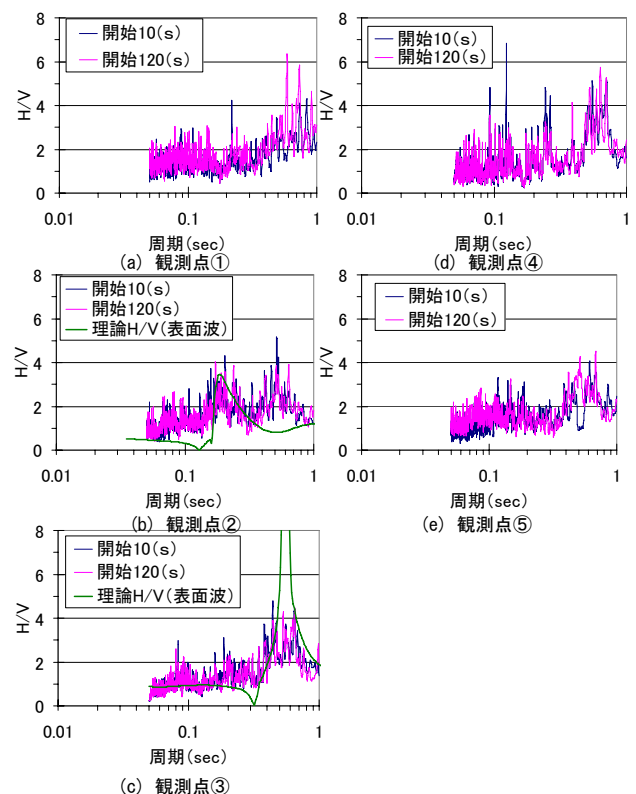 8
6
4
2
0
H/V
開始10(s)
開始120(s)
0.01
0.1
1
周期(sec)
(a) 観測点①
8
6
4
2
0
H/V
開始10(s)
開始120(s)
理論H/V(表面波)
0.01
0.1
1
周期(sec)
(b) 観測点②
8
6
4
2
0
H/V
開始10(s)
開始120(s)
理論H/V(表面波)
0.01
0.1
1
周期(sec)
(c) 観測点③
8
6
4
2
0
H/V
開始10(s)
開始120(s)
0.01
0.1
1
周期(sec)
(d) 観測点④
8
6
4
2
0
H/V
開始10(s)
開始120(s)
0.01
0.1
1
周期(sec)
(e) 観測点⑤